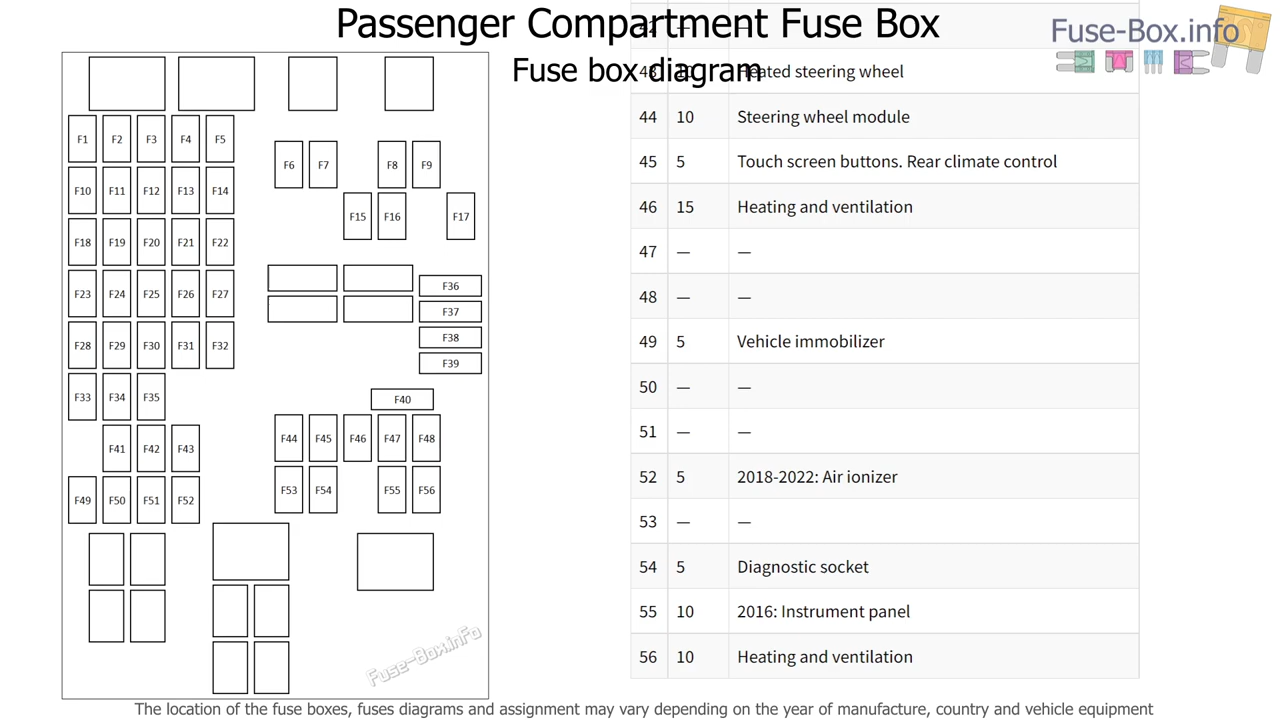 Passenger Compartment Fuse Box
Fuse box diagram
Fuse-Box.info
F1 F2 F3 F4 F5
F6 F7 F8 F9
F10 F11 F12 F13 F14
F15 F16 F17
F18 F19 F20 F21 F22
F23 F24 F25 F26 F27
F36
F37
F38
F39
F28 F29 F30 F31 F32
F33 F34 F35
F40
F41 F42 F43
F44 F45 F46 F47 F48
F49 F50 F51 F52
F53 F54 F55 F56
Fuse-Box.info
42 — —
43 10 Heated steering wheel
44 10 Steering wheel module
45 5 Touch screen buttons. Rear climate control
46 15 Heating and ventilation
47 — —
48 — —
49 5 Vehicle immobilizer
50 — —
51 — —
52 5 2018-2022: Air ionizer
53 — —
54 5 Diagnostic socket
55 10 2016: Instrument panel
56 10 Heating and ventilation
The location of the fuse boxes, fuses diagrams and assignment may vary depending on the year of manufacture, country and vehicle equipment